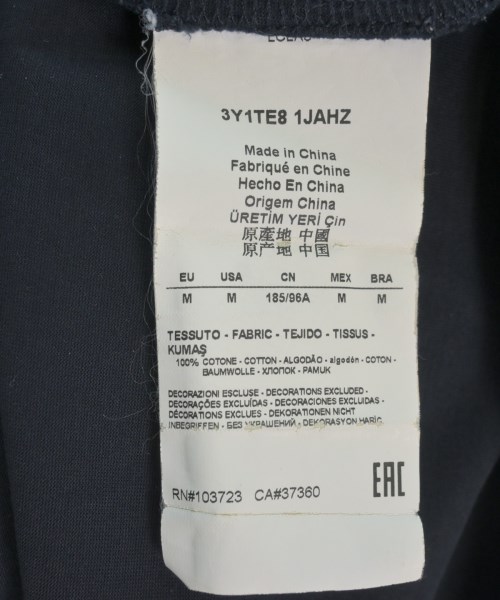 3Y1TE8 1JAHZ
Made in China
Fabriqué en Chine
Hecho En China
Origem China
ÜRETİM YERİ Çin
原產地 中國
原产地 中国
EU USA CN MEX BRA
M M 185/96A M M
TESSUTO - FABRIC - TEJIDO - TISSUS -
KUMAŞ
100% COTONE - COTTON - ALGODÃO - algodón - COTON -
BAUMWOLLE - ХЛОПОК - PAMUK
DECORAZIONI ESCLUSE - DECORATIONS EXCLUDED -
DECORAÇÕES EXCLUÍDAS - DECORACIONES EXCLUIDAS -
DÉCORATIONS EXCLUES - DEKORATIONEN NICHT
INBEGRIFFEN - БЕЗ УКРАШЕНИЙ - DEKORASYON HARİÇ
RN#103723 CA#37360
EAC